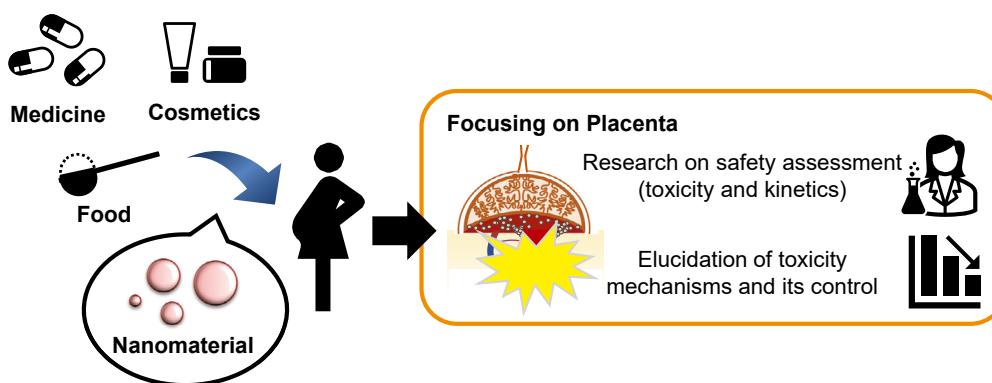 Medicine
Cosmetics
Food
Nanomaterial
Focusing on Placenta
Research on safety assessment
(toxicity and kinetics)
Elucidation of toxicity
mechanisms and its control